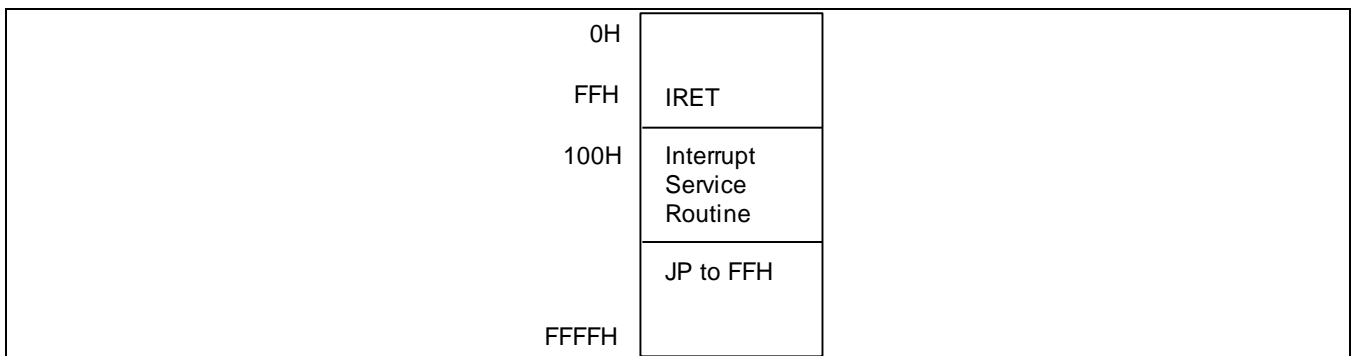 0H
FFH IRET
100H Interrupt
Service
Routine
JP to FFH
FFFFH